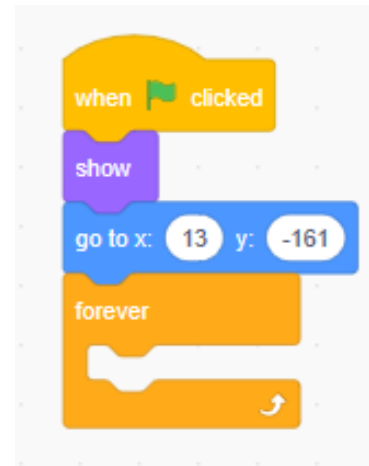 when clicked
show
go to x: 13 y: -161
forever